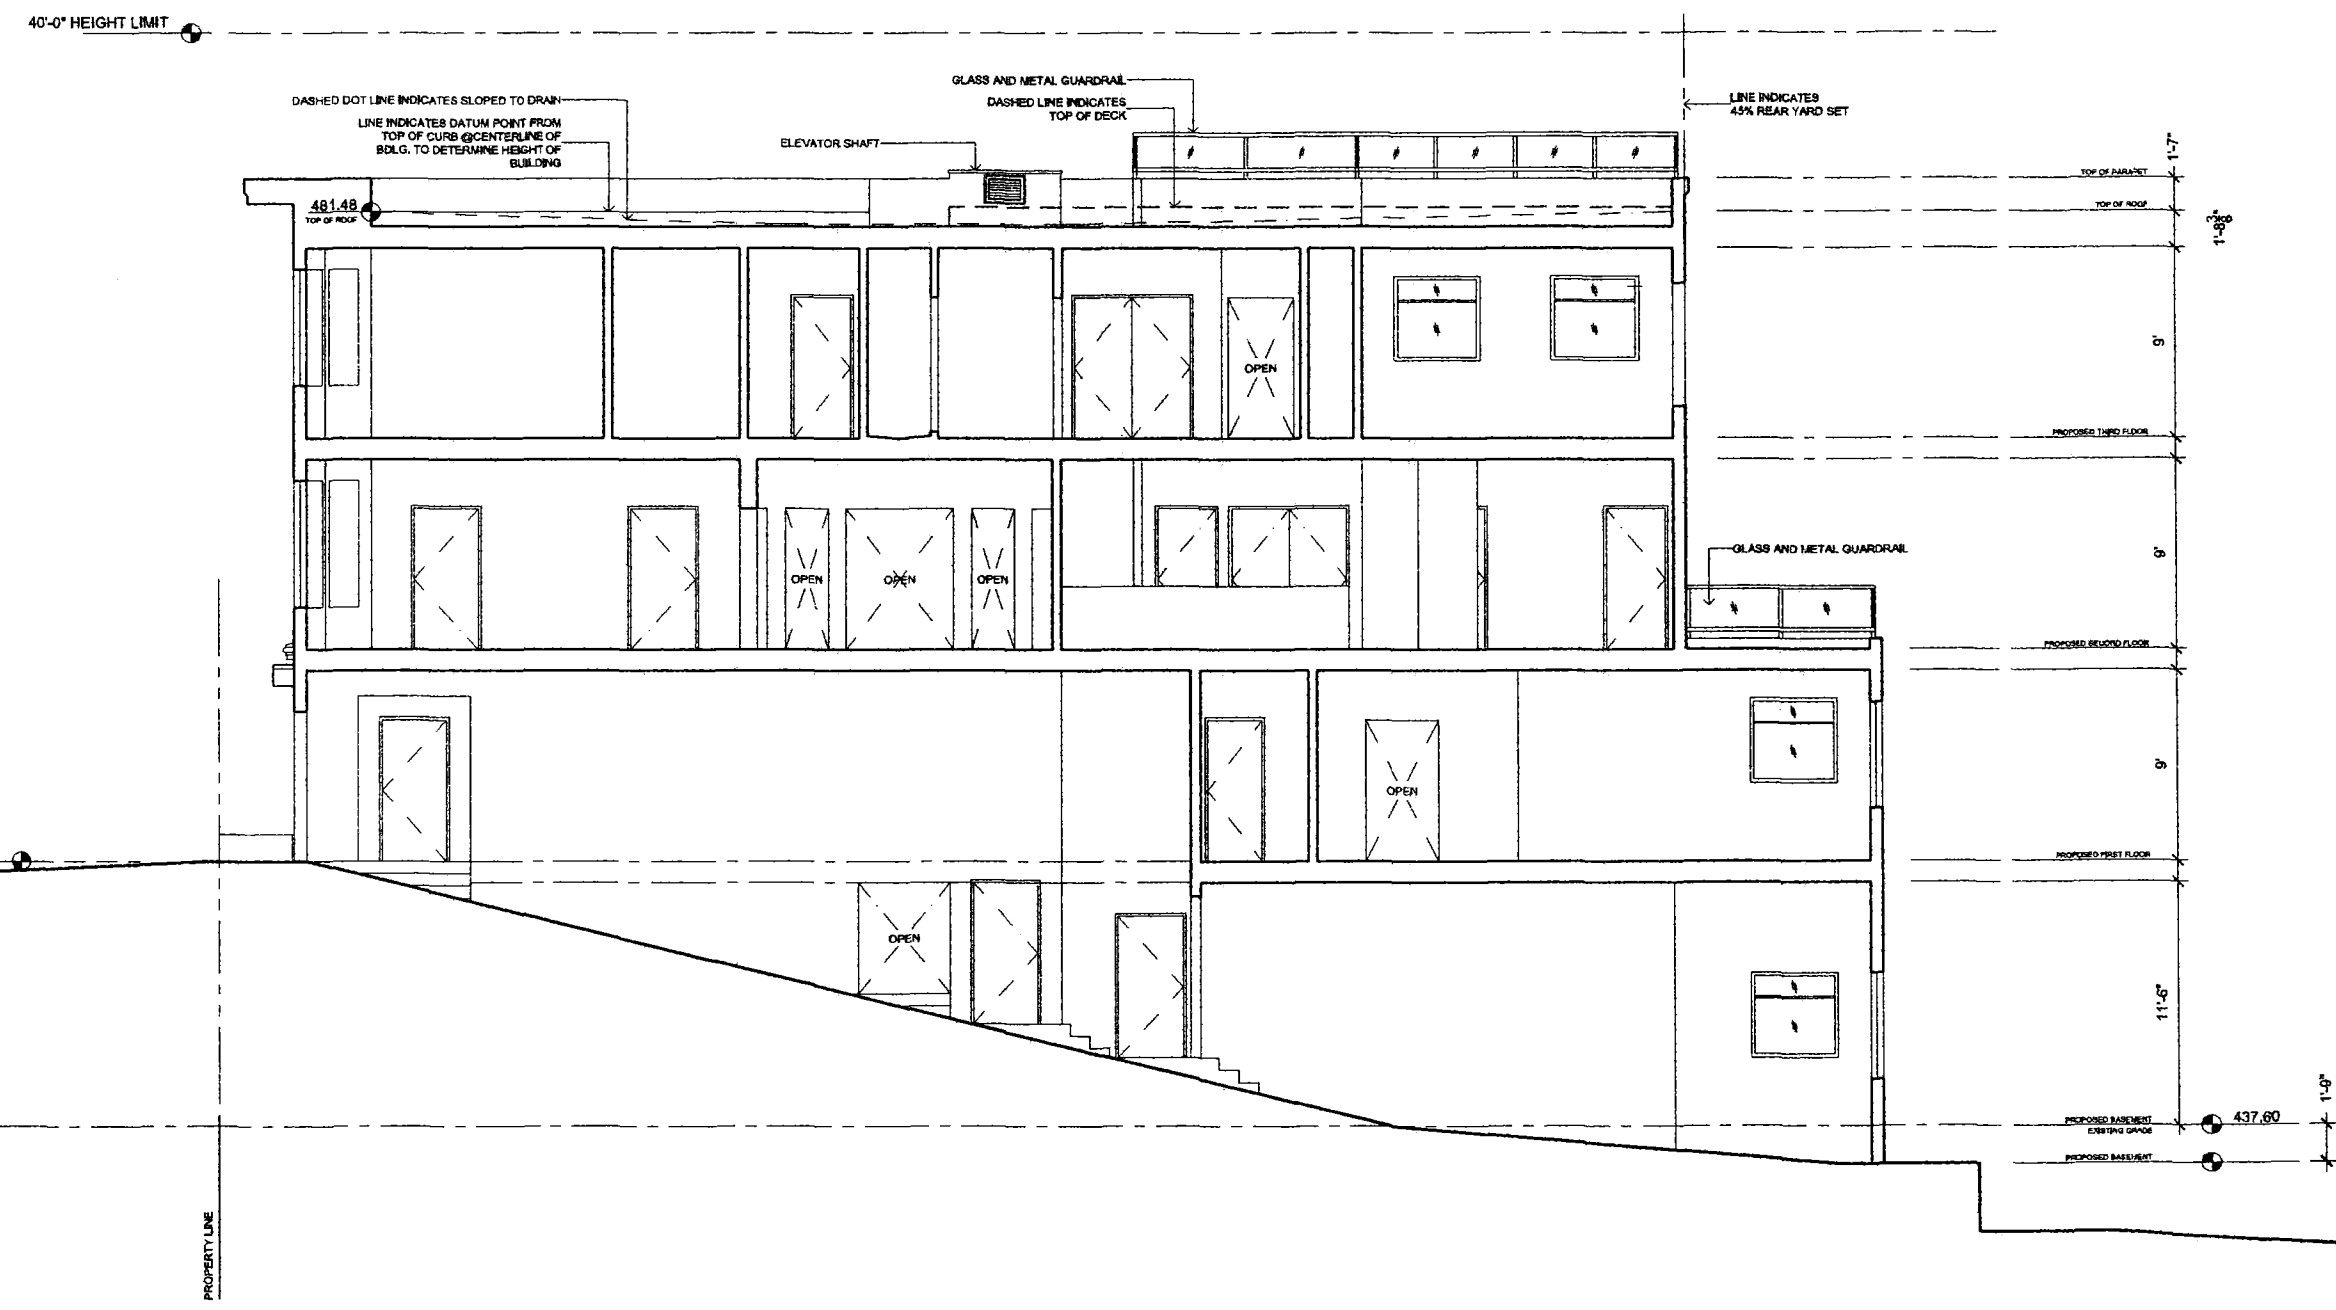 40'-0" HEIGHT LIMIT
GLASS AND METAL GUARDRAIL
DASHED DOT LINE INDICATES SLOPED TO DRAIN
DASHED LINE INDICATES
TOP OF DECK
LINE INDICATES
45% REAR YARD SET
LINE INDICATES DATUM POINT FROM
TOP OF CURB @CENTERLINE OF
BDLG. TO DETERMINE HEIGHT OF
BUILDING
ELEVATOR SHAFT
1'-7"
TOP OF PARAPET
481.48
TOP OF ROOF
TOP OF ROOF
OPEN
9'
PROPOSED THIRD FLOOR
GLASS AND METAL GUARDRAIL
OPEN
OPEN
OPEN
9'
PROPOSED SECOND FLOOR
OPEN
9'
PROPOSED FIRST FLOOR
OPEN
11'-6"
1'-9"
PROPOSED BASEMENT
EXISTING GRADE
437.60
PROPOSED BASEMENT
PROPERTY LINE